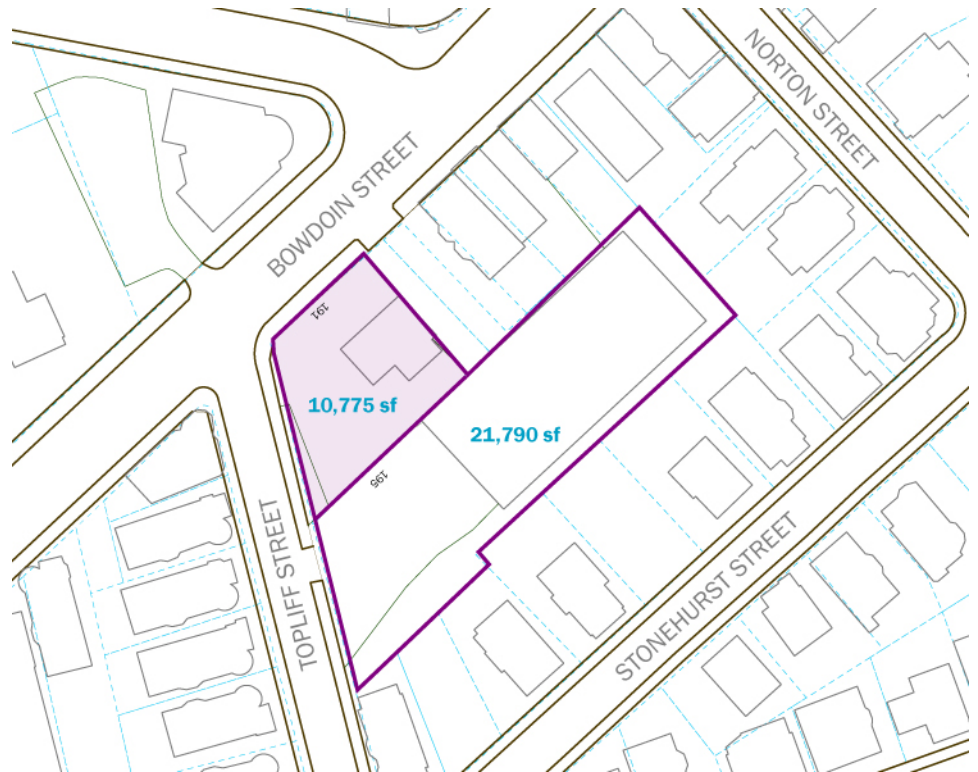 NORTON STREET
BOWDOIN STREET
191
10,775 sf
21,790 sf
195
TOPLIFF STREET
STONEHURST STREET